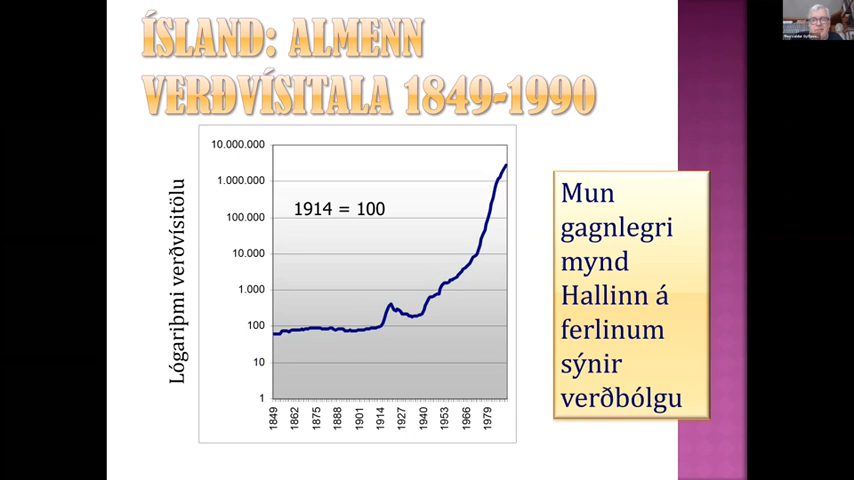 ÍSLAND: ALMENN
VERÐVÍSITALA 1849-1990
Lógariþmi verðvísitölu
10.000.000
1.000.000
100.000
10.000
1.000
100
10
1
1914 = 100
1849
1862
1875
1888
1901
1914
1927
1940
1953
1966
1979
Mun
gagnlegri
mynd
Hallinn á
ferlinum
sýnir
verðbólgu